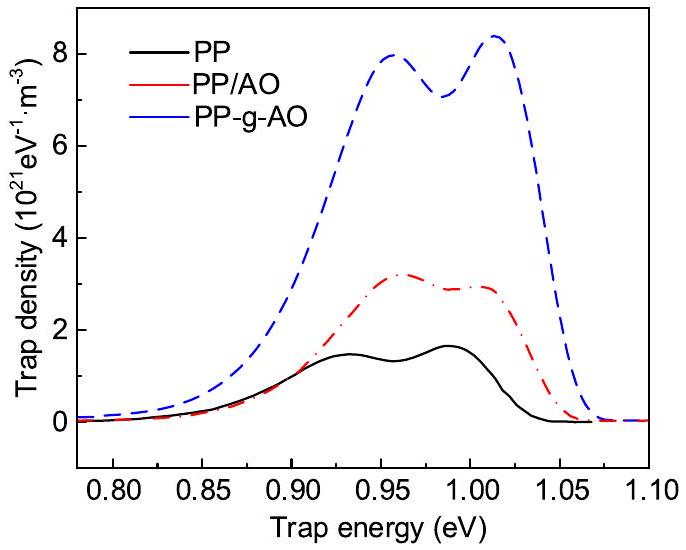 PP
PP/AO
PP-g-AO
Trap density (10²¹eV⁻¹·m⁻³)
8
6
4
2
0
0.80 0.85 0.90 0.95 1.00 1.05 1.10
Trap energy (eV)